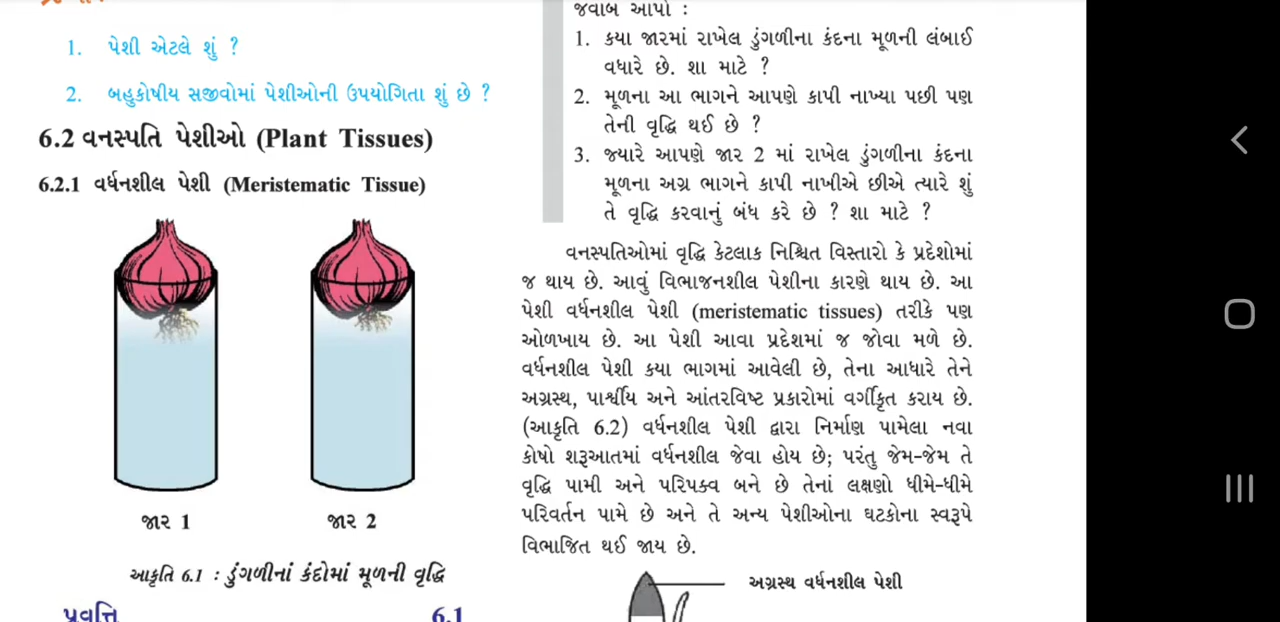 1. પેશી એટલે શું ?
2. બહુકોષીય સજીવોમાં પેશીઓની ઉપયોગિતા શું છે ?
6.2 વનસ્પતિ પેશીઓ (Plant Tissues)
6.2.1 વર્ધનશીલ પેશી (Meristematic Tissue)
જાર 1
જાર 2
આકૃતિ 6.1 : ડુંગળીનાં કંદોમાં મૂળની વૃદ્ધિ
પ્રવૃત્તિ 6.1
જવાબ આપો :
1. કયા જારમાં રાખેલ ડુંગળીના કંદના મૂળની લંબાઈ
વધારે છે. શા માટે ?
2. મૂળના આ ભાગને આપણે કાપી નાખ્યા પછી પણ
તેની વૃદ્ધિ થઈ છે ?
3. જ્યારે આપણે જાર 2 માં રાખેલ ડુંગળીના કંદના
મૂળના અગ્ર ભાગને કાપી નાખીએ છીએ ત્યારે શું
તે વૃદ્ધિ કરવાનું બંધ કરે છે ? શા માટે ?
વનસ્પતિઓમાં વૃદ્ધિ કેટલાક નિશ્ચિત વિસ્તારો કે પ્રદેશોમાં
જ થાય છે. આવું વિભાજનશીલ પેશીના કારણે થાય છે. આ
પેશી વર્ધનશીલ પેશી (meristematic tissues) તરીકે પણ
ઓળખાય છે. આ પેશી આવા પ્રદેશમાં જ જોવા મળે છે.
વર્ધનશીલ પેશી કયા ભાગમાં આવેલી છે, તેના આધારે તેને
અગ્રસ્થ, પાર્શ્વીય અને આંતરવિષ્ટ પ્રકારોમાં વર્ગીકૃત કરાય છે.
(આકૃતિ 6.2) વર્ધનશીલ પેશી દ્વારા નિર્માણ પામેલા નવા
કોષો શરૂઆતમાં વર્ધનશીલ જેવા હોય છે; પરંતુ જેમ-જેમ તે
વૃદ્ધિ પામી અને પરિપક્વ બને છે તેનાં લક્ષણો ધીમે-ધીમે
પરિવર્તન પામે છે અને તે અન્ય પેશીઓના ઘટકોના સ્વરૂપે
વિભાજિત થઈ જાય છે.
અગ્રસ્થ વર્ધનશીલ પેશી